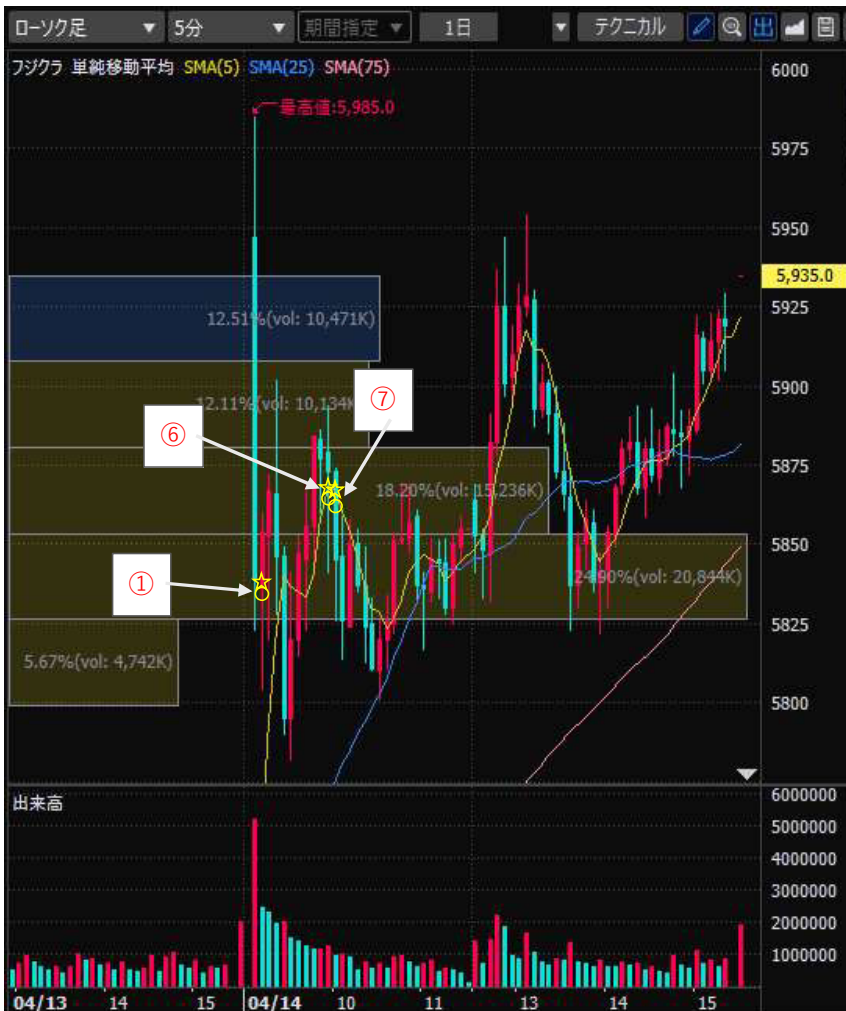 ローソク足 ▼ 5分 ▼ 期間指定 ▼ 1日 ▼ テクニカル 出
フジクラ 単純移動平均 SMA(5) SMA(25) SMA(75)
最高値:5,985.0
6000
5975
5950
5,935.0
5925
12.51%(vol: 10,471K)
5900
12.11%(vol: 10,134K)
⑦
⑥
5875
18.20%(vol: 15,236K)
5850
24.90%(vol: 20,844K)
①
5825
5.67%(vol: 4,742K)
5800
出来高
6000000
5000000
4000000
3000000
2000000
1000000
04/13 14 15 04/14 10 11 13 14 15